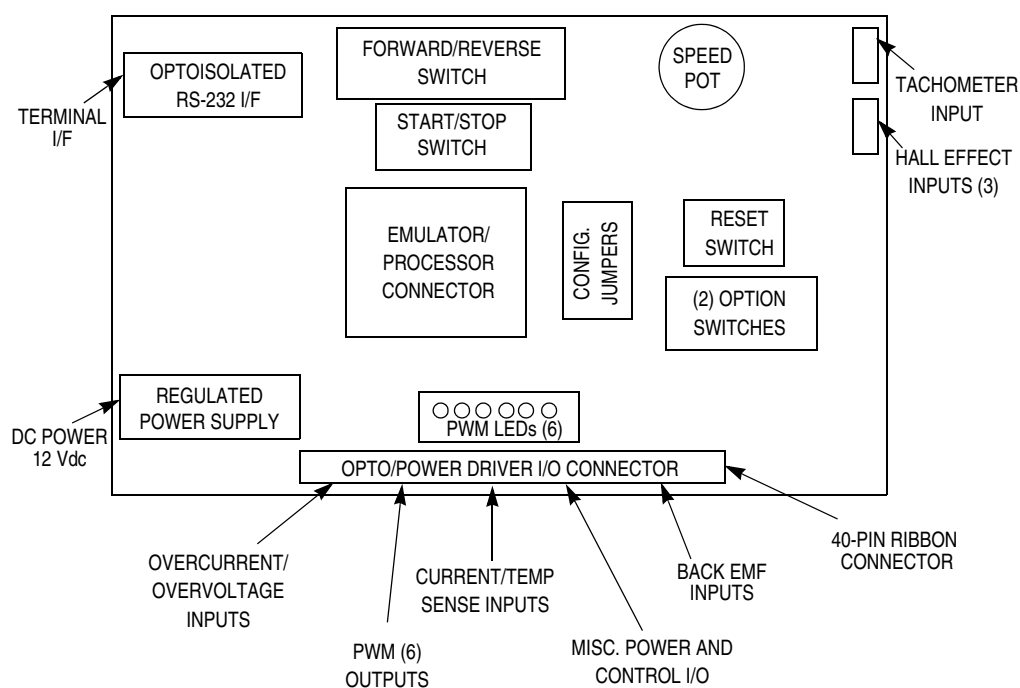 FORWARD/REVERSE
SWITCH
SPEED
POT
OPTOISOLATED
RS-232 I/F
TERMINAL
I/F
START/STOP
SWITCH
TACHOMETER
INPUT
HALL EFFECT
INPUTS (3)
EMULATOR/
PROCESSOR
CONNECTOR
CONFIG.
JUMPERS
RESET
SWITCH
(2) OPTION
SWITCHES
REGULATED
POWER SUPPLY
DC POWER
12 Vdc
PWM LEDs (6)
OPTO/POWER DRIVER I/O CONNECTOR
40-PIN RIBBON
CONNECTOR
OVERCURRENT/
OVERVOLTAGE
INPUTS
CURRENT/TEMP
SENSE INPUTS
BACK EMF
INPUTS
PWM (6)
OUTPUTS
MISC. POWER AND
CONTROL I/O